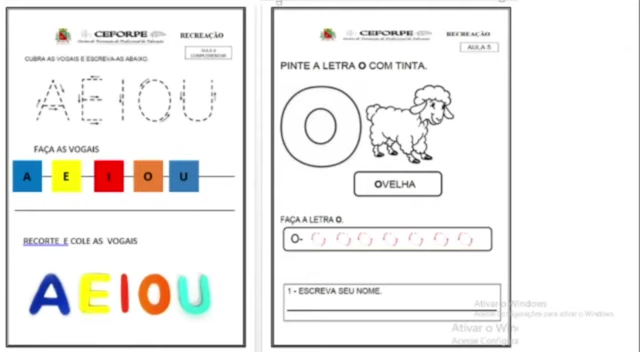 CEFORPE
RECREAÇÃO
CUBRA AS VOGAIS E ESCREVA-AS ABAIXO.
AEIOU
FAÇA AS VOGAIS
A E I O U
RECORTE E COLE AS VOGAIS
AEIOU
CEFORPE
RECREAÇÃO
AULA 5
PINTE A LETRA O COM TINTA.
O
OVELHA
FAÇA A LETRA O.
O-
1 - ESCREVA SEU NOME.
Ativar o Windows
Ativar o Win